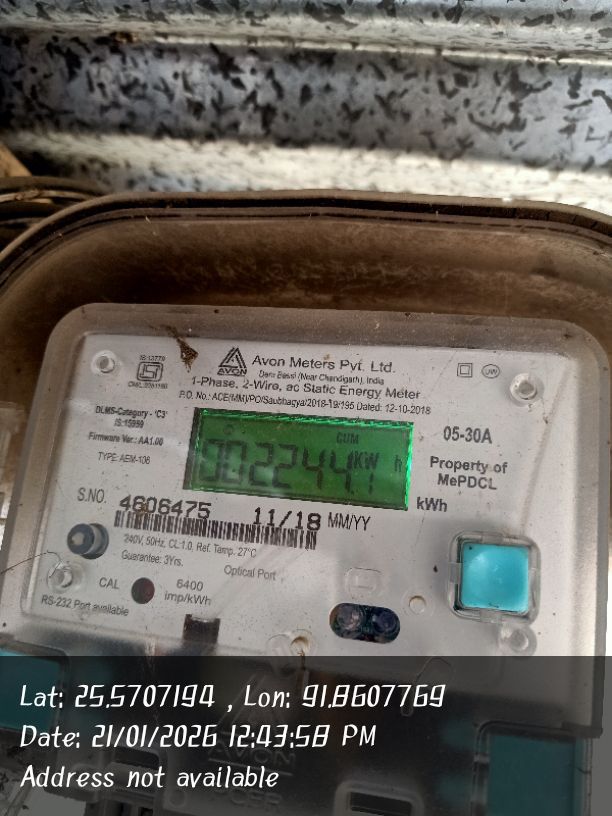 IS:13779
AVON
Avon Meters Pvt. Ltd.
Dera Bassi (Near Chandigarh), India
UW
1-Phase, 2-Wire, ac Static Energy Meter
P.O. No.: ACE/(MM)/PO/Saubhagya/2018-19/195 Dated: 12-10-2018
DLMS-Category - 'C3'
IS:15959
Firmware Ver.: AA1.00
TYPE: AEM-106
CUM
002244.1 KW h
kWh
05-30A
Property of
MePDCL
S.NO. 4606475 11/18 MM/YY
240V, 50Hz, CL.1.0, Ref. Temp. 27°C
Guarantee: 3Yrs.
Optical Port
CAL
6400
imp/kWh
RS-232 Port available
Lat: 25.5707194 , Lon: 91.8607769
Date: 21/01/2026 12:43:58 PM
Address not available